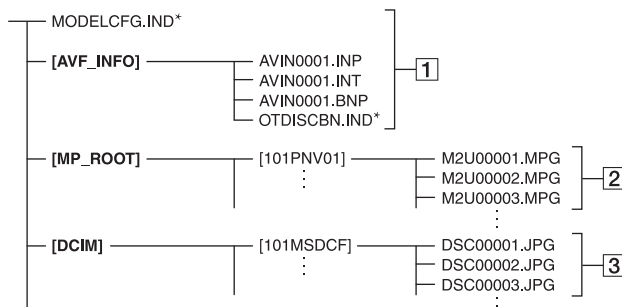 MODELCFG.IND*
[AVF_INFO]
AVIN0001.INP
AVIN0001.INT
AVIN0001.BNP
OTDISCBN.IND*
1
[MP_ROOT]
[101PNV01]
M2U00001.MPG
M2U00002.MPG
M2U00003.MPG
2
[DCIM]
[101MSDCF]
DSC00001.JPG
DSC00002.JPG
DSC00003.JPG
3